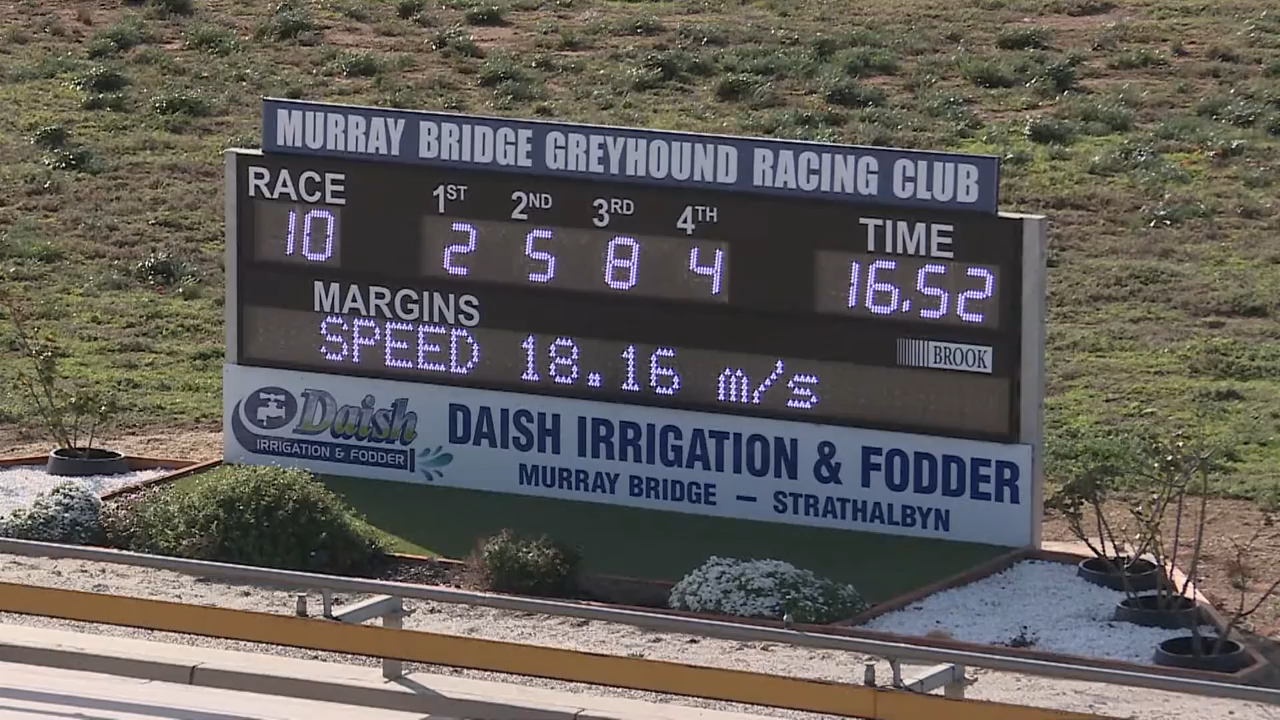 MURRAY BRIDGE GREYHOUND RACING CLUB
RACE 1ST 2ND 3RD 4TH TIME
10 2 5 8 4 16.52
MARGINS
SPEED 18.16 m/s
BROOK
Daish
IRRIGATION & FODDER
DAISH IRRIGATION & FODDER
MURRAY BRIDGE – STRATHALBYN